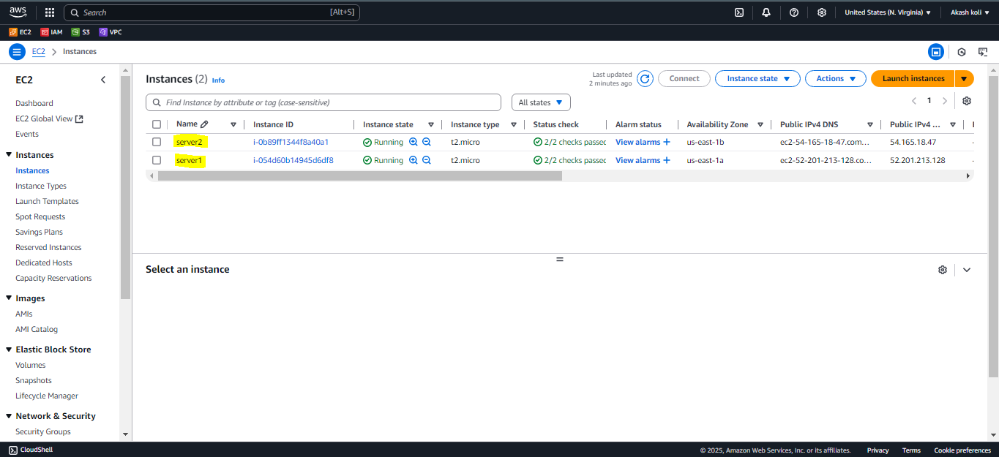 aws
Search [Alt+S]
United States (N. Virginia) Akash koli
EC2 IAM S3 VPC
EC2 Instances
EC2
Dashboard
EC2 Global View
Events
Instances
Instances
Instance Types
Launch Templates
Spot Requests
Savings Plans
Reserved Instances
Dedicated Hosts
Capacity Reservations
Images
AMIs
AMI Catalog
Elastic Block Store
Volumes
Snapshots
Lifecycle Manager
Network & Security
Security Groups
Instances (2) Info
Last updated
2 minutes ago
Connect Instance state Actions Launch instances
Find Instance by attribute or tag (case-sensitive) All states 1
Name Instance ID Instance state Instance type Status check Alarm status Availability Zone Public IPv4 DNS Public IPv4 ...
server2 i-0b89ff1344f8a40a1 Running t2.micro 2/2 checks passed View alarms + us-east-1b ec2-54-165-18-47.com... 54.165.18.47 -
server1 i-054d60b14945d6df8 Running t2.micro 2/2 checks passed View alarms + us-east-1a ec2-52-201-213-128.co... 52.201.213.128 -
Select an instance
CloudShell © 2025, Amazon Web Services, Inc. or its affiliates. Privacy Terms Cookie preferences